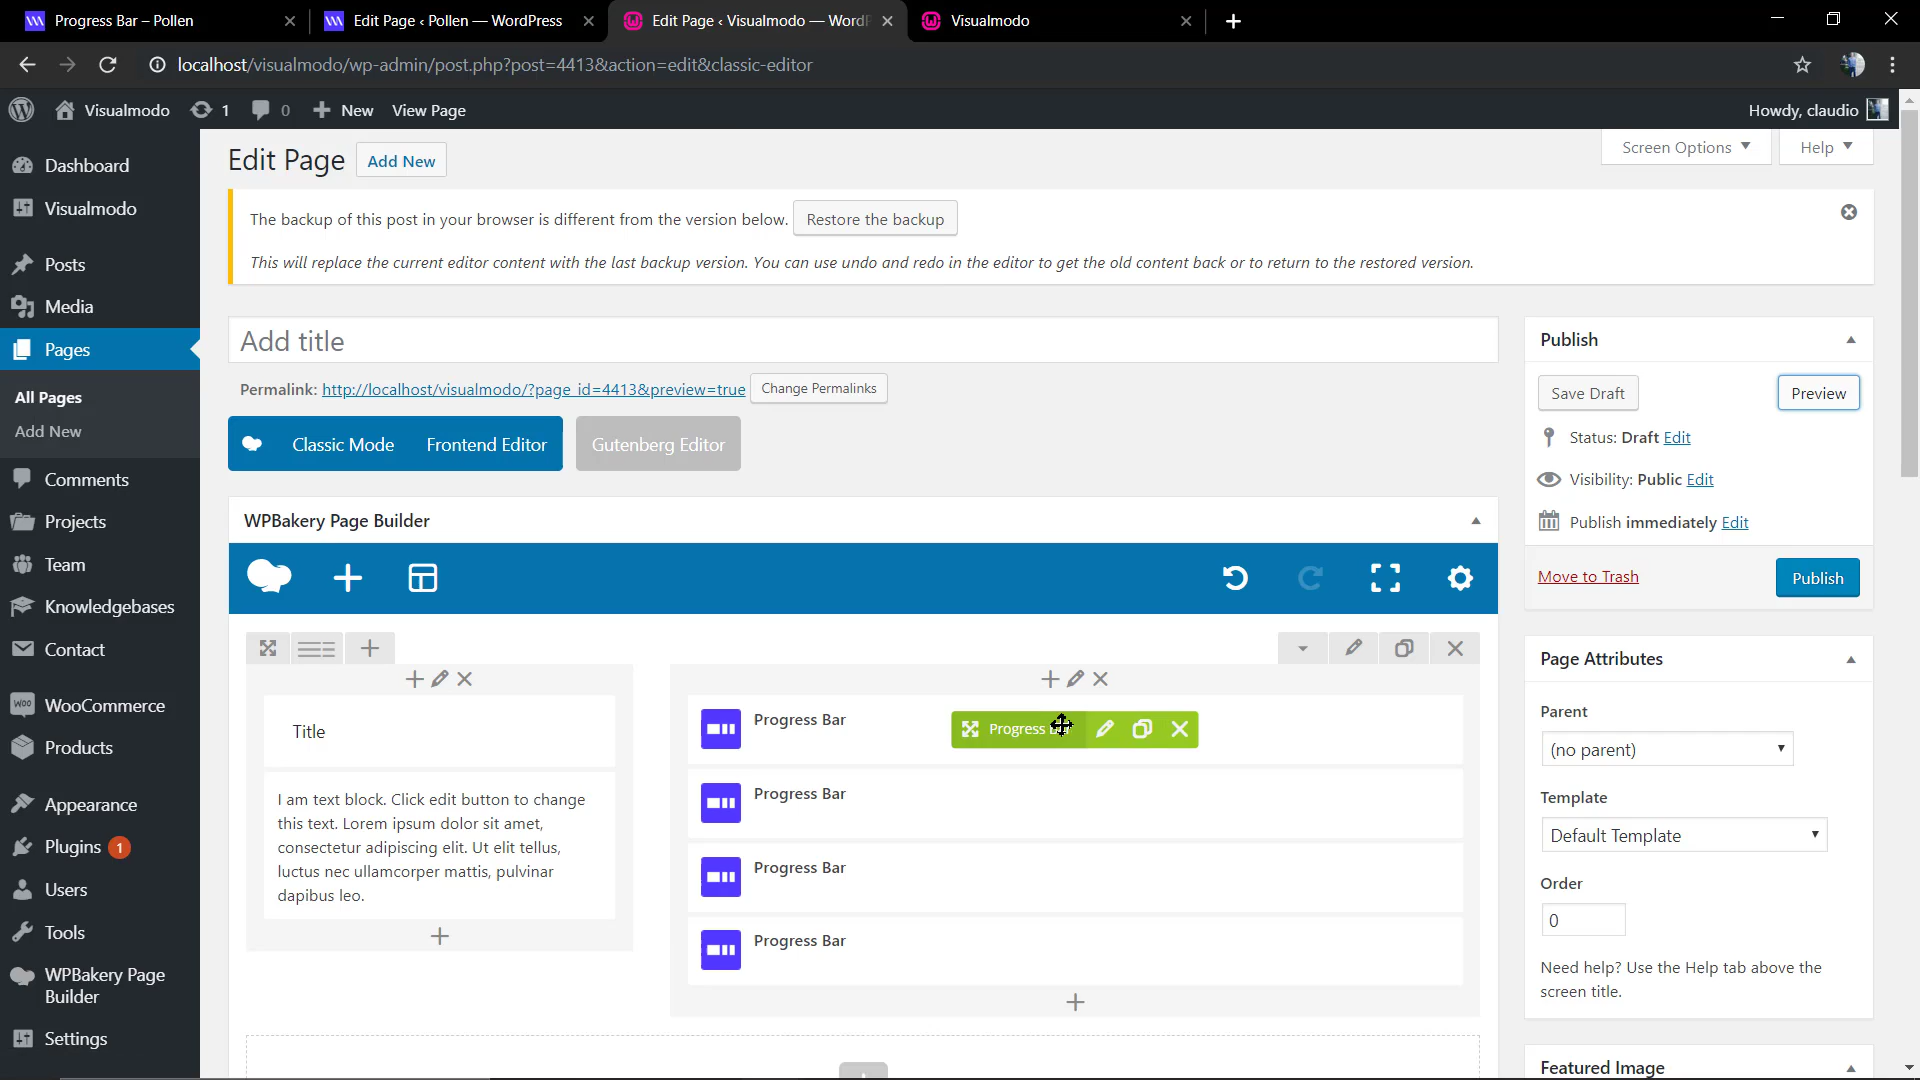 Progress Bar – Pollen
Edit Page ‹ Pollen — WordPress
Edit Page ‹ Visualmodo — WordP
Visualmodo
localhost/visualmodo/wp-admin/post.php?post=4413&action=edit&classic-editor
Visualmodo 1 0 New View Page
Howdy, claudio
Dashboard
Visualmodo
Posts
Media
Pages
All Pages
Add New
Comments
Projects
Team
Knowledgebases
Contact
WooCommerce
Products
Appearance
Plugins 1
Users
Tools
WPBakery Page
Builder
Settings
Edit Page Add New
Screen Options Help
The backup of this post in your browser is different from the version below. Restore the backup
This will replace the current editor content with the last backup version. You can use undo and redo in the editor to get the old content back or to return to the restored version.
Add title
Permalink: http://localhost/visualmodo/?page_id=4413&preview=true Change Permalinks
Classic Mode Frontend Editor Gutenberg Editor
WPBakery Page Builder
Title
I am text block. Click edit button to change
this text. Lorem ipsum dolor sit amet,
consectetur adipiscing elit. Ut elit tellus,
luctus nec ullamcorper mattis, pulvinar
dapibus leo.
Progress Bar
Progress
Progress Bar
Progress Bar
Progress Bar
Publish
Save Draft Preview
Status: Draft Edit
Visibility: Public Edit
Publish immediately Edit
Move to Trash Publish
Page Attributes
Parent
(no parent)
Template
Default Template
Order
0
Need help? Use the Help tab above the
screen title.
Featured Image